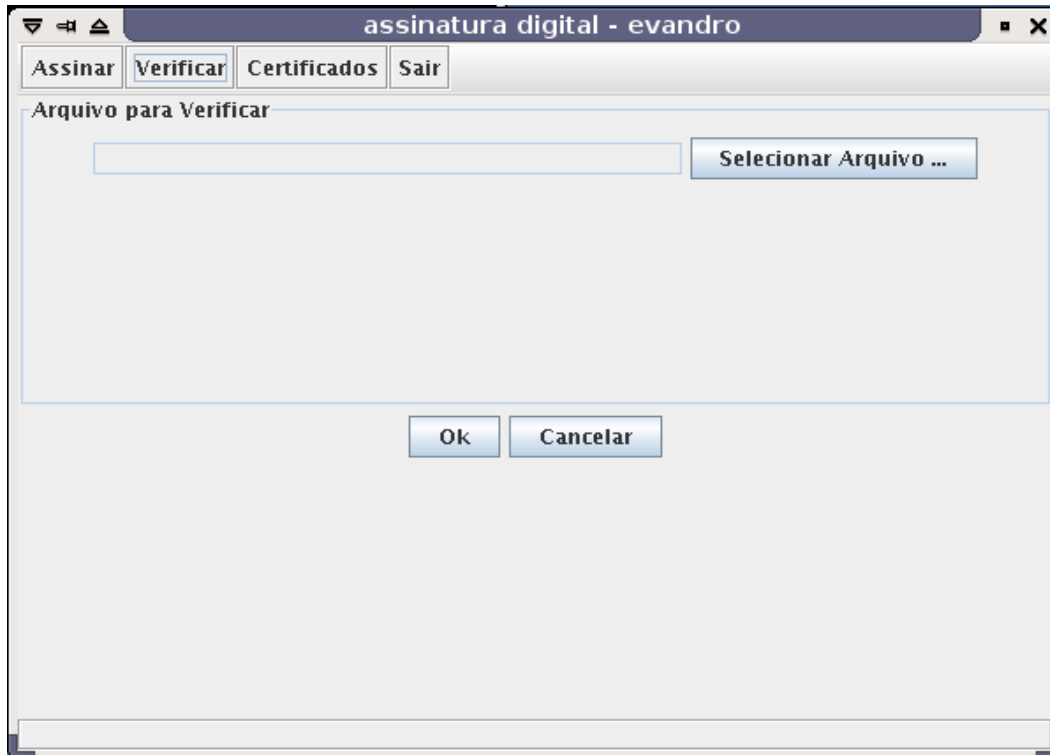 assinatura digital - evandro
Assinar Verificar Certificados Sair
Arquivo para Verificar
Selecionar Arquivo ...
Ok Cancelar